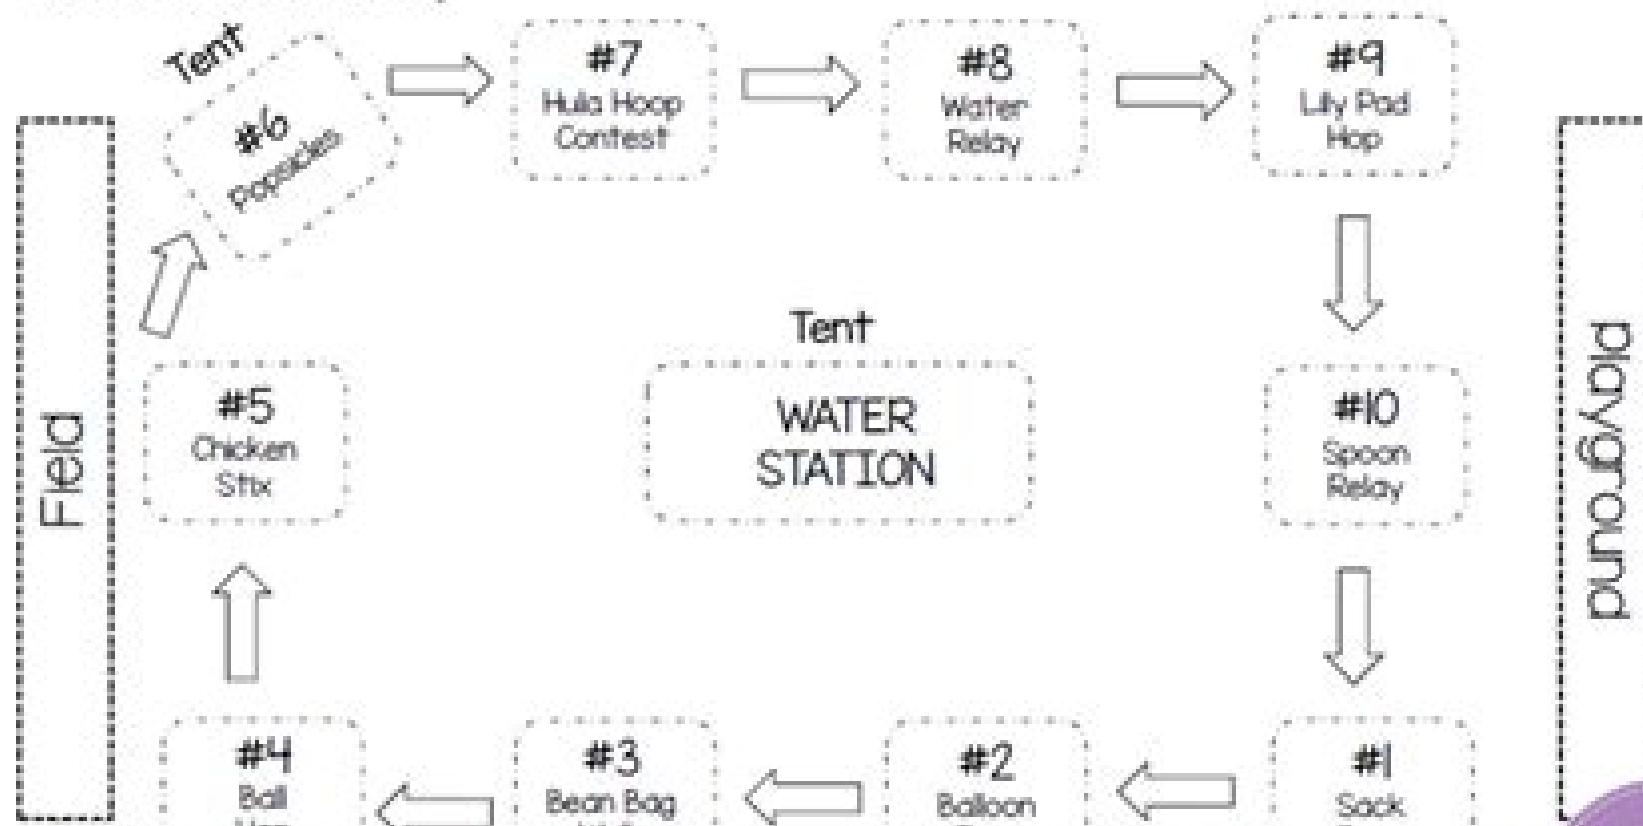 Tent
#6
Popsicles
#7
Hula Hoop
Contest
#8
Water
Relay
#9
Lily Pad
Hop
Field
#5
Chicken
Stix
Tent
WATER
STATION
#10
Spoon
Relay
playground
#4
Ball
#3
Bean Bag
#2
Balloon
#1
Sack